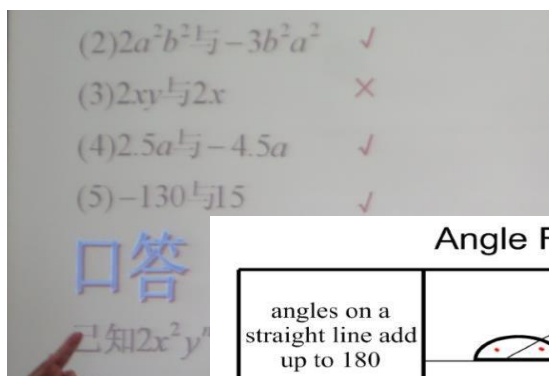 (2)2a²b²与-3b²a² √
(3)2xy与2x ×
(4)2.5a与-4.5a √
(5)-130与15 √
口答
已知2x²yⁿ
Angle F
angles on a
straight line add
up to 180